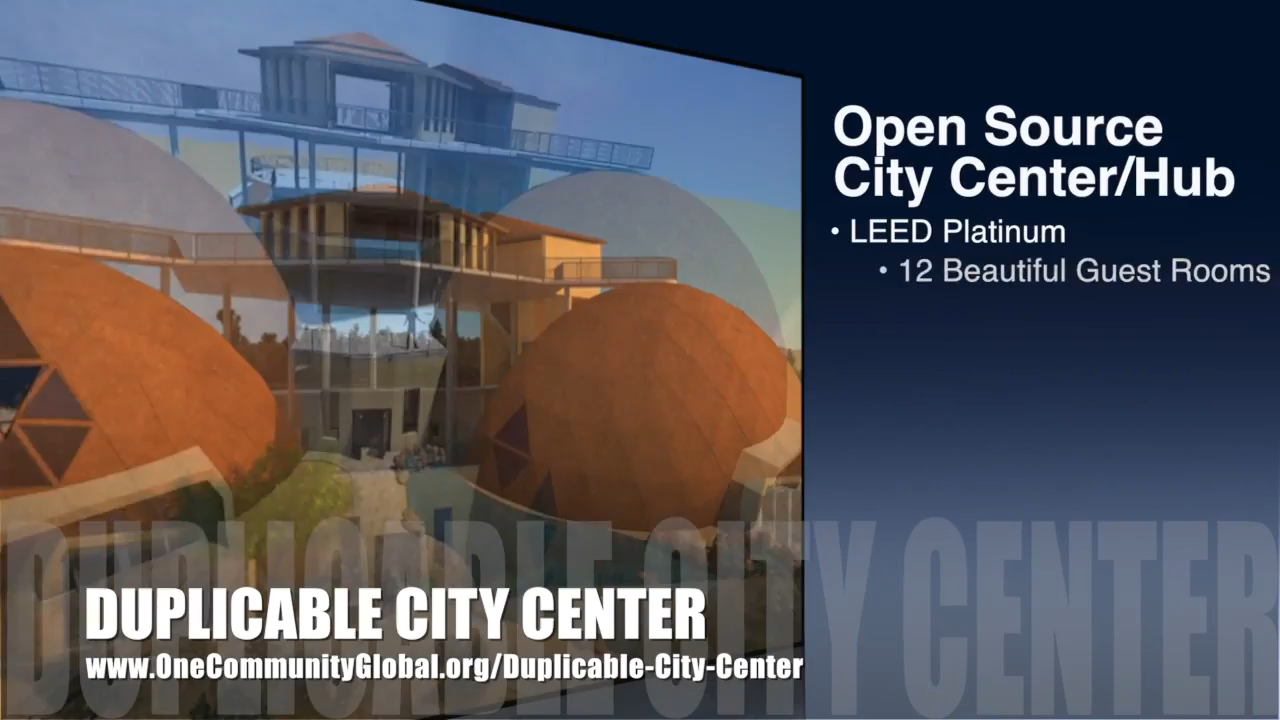 Open Source
City Center/Hub
• LEED Platinum
• 12 Beautiful Guest Rooms
DUPLICABLE CITY CENTER
DUPLICABLE CITY CENTER
www.OneCommunityGlobal.org/Duplicable-City-Center